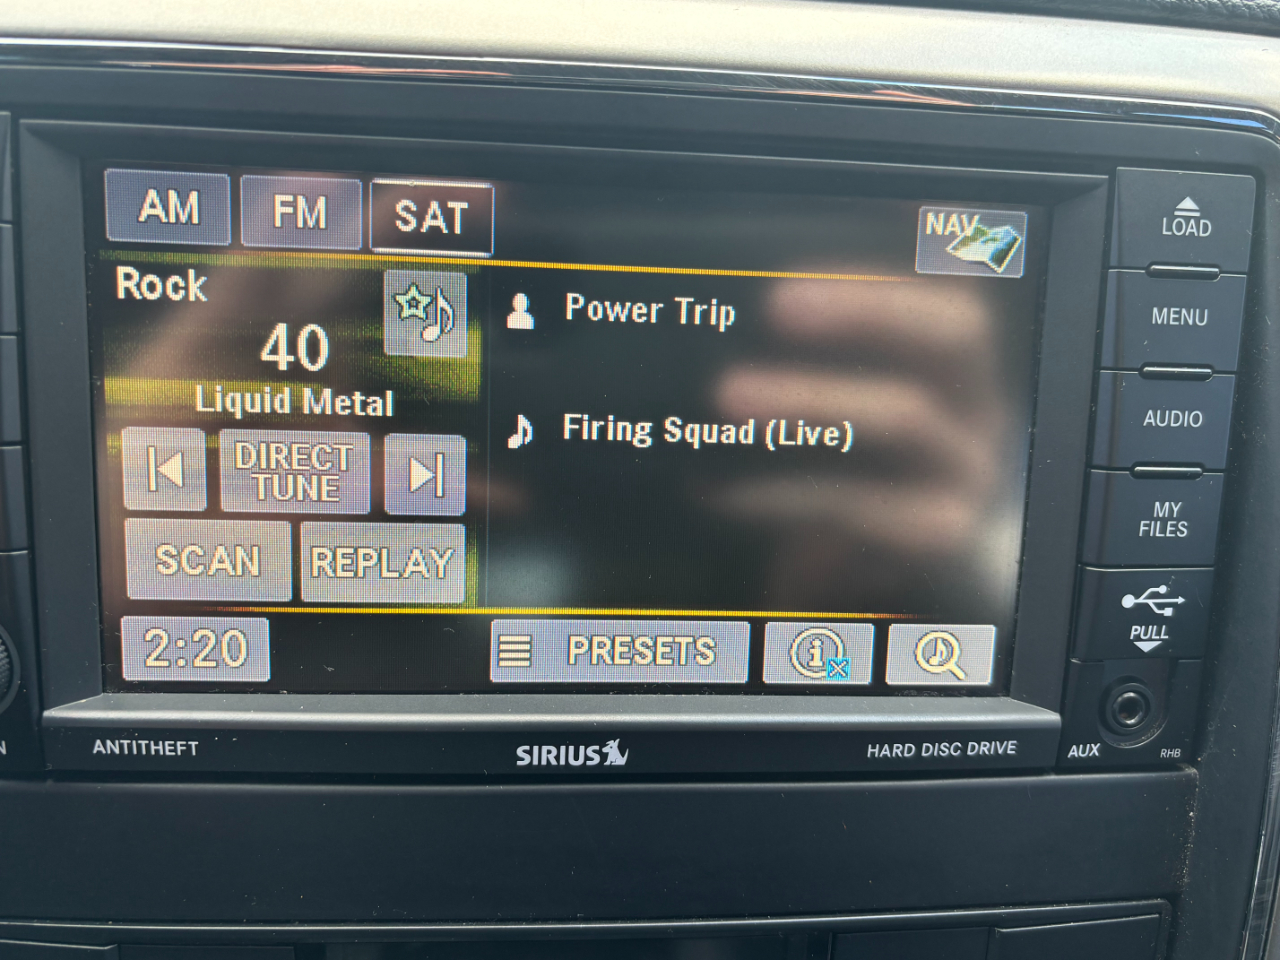 AM FM SAT NAV
Rock
40
Liquid Metal
DIRECT
TUNE
SCAN REPLAY
Power Trip
Firing Squad (Live)
2:20 PRESETS
LOAD
MENU
AUDIO
MY
FILES
PULL
ANTITHEFT SIRIUS HARD DISC DRIVE AUX RHB